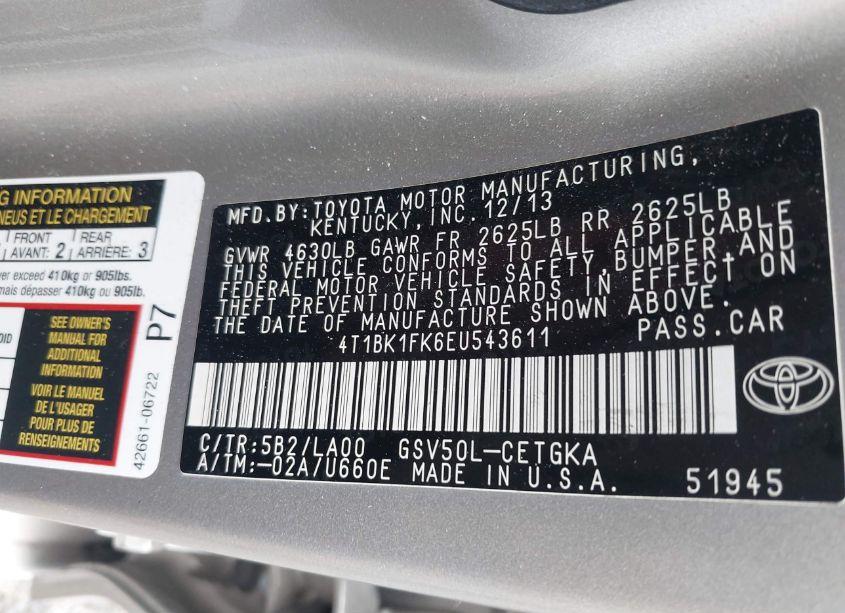 G INFORMATION
NEUS ET LE CHARGEMENT
FRONT
AVANT: 2
REAR
ARRIÈRE: 3
er exceed 410kg or 905lbs.
mais dépasser 410kg ou 905lb.
SEE OWNER'S
MANUAL FOR
ADDITIONAL
INFORMATION
VOIR LE MANUEL
DE L'USAGER
POUR PLUS DE
RENSEIGNEMENTS
P7
42661-06722
MFD.BY:TOYOTA MOTOR MANUFACTURING,
KENTUCKY, INC. 12/13
GVWR 4630LB GAWR FR 2625LB RR 2625LB
THIS VEHICLE CONFORMS TO ALL APPLICABLE
FEDERAL MOTOR VEHICLE SAFETY,BUMPER,AND
THEFT PREVENTION STANDARDS IN EFFECT ON
THE DATE OF MANUFACTURE SHOWN ABOVE.
4T1BK1FK6EU543611 PASS.CAR
C/TR:5B2/LA00 GSV50L-CETGKA
A/TM:-02A/U660E MADE IN U.S.A. 51945